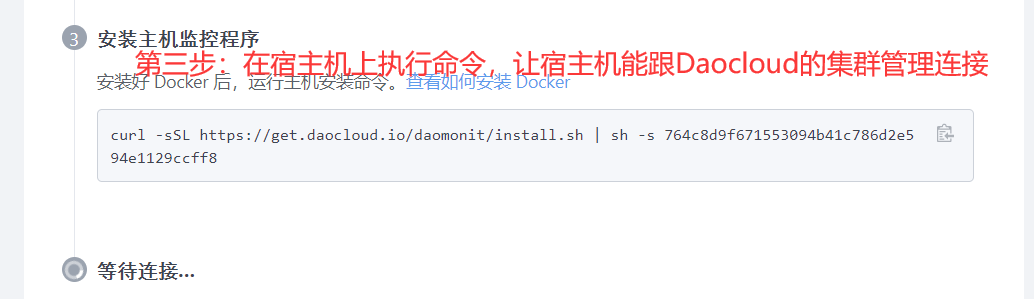 3 安装主机监控程序
第三步：在宿主机上执行命令，让宿主机能跟Daocloud的集群管理连接
安装好 Docker 后，运行主机安装命令。查看如何安装 Docker
curl -sSL https://get.daocloud.io/daomonit/install.sh | sh -s 764c8d9f671553094b41c786d2e5
94e1129ccff8
等待连接...